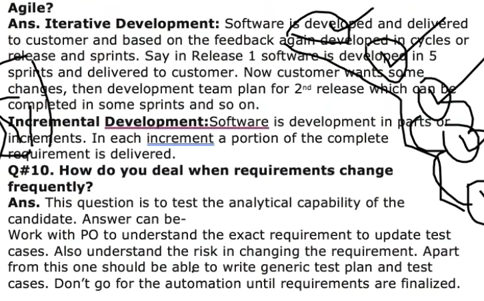 Agile?
Ans. Iterative Development: Software is developed and delivered
to customer and based on the feedback again developed in cycles or
release and sprints. Say in Release 1 software is developed in 5
sprints and delivered to customer. Now customer wants some
changes, then development team plan for 2nd release which can be
completed in some sprints and so on.
Incremental Development:Software is development in parts or
increments. In each increment a portion of the complete
requirement is delivered.
Q#10. How do you deal when requirements change
frequently?
Ans. This question is to test the analytical capability of the
candidate. Answer can be-
Work with PO to understand the exact requirement to update test
cases. Also understand the risk in changing the requirement. Apart
from this one should be able to write generic test plan and test
cases. Don't go for the automation until requirements are finalized.